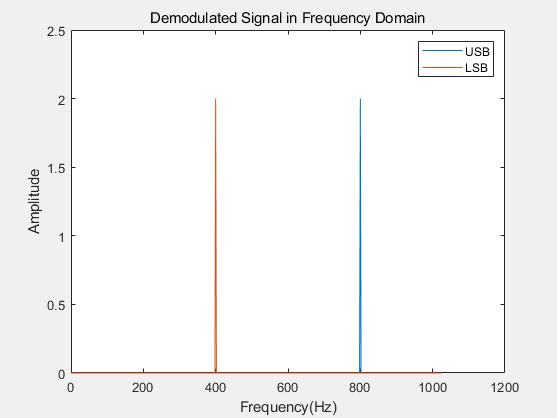 Demodulated Signal in Frequency Domain
2.5
USB
LSB
2
1.5
Amplitude
1
0.5
0
0 200 400 600 800 1000 1200
Frequency(Hz)